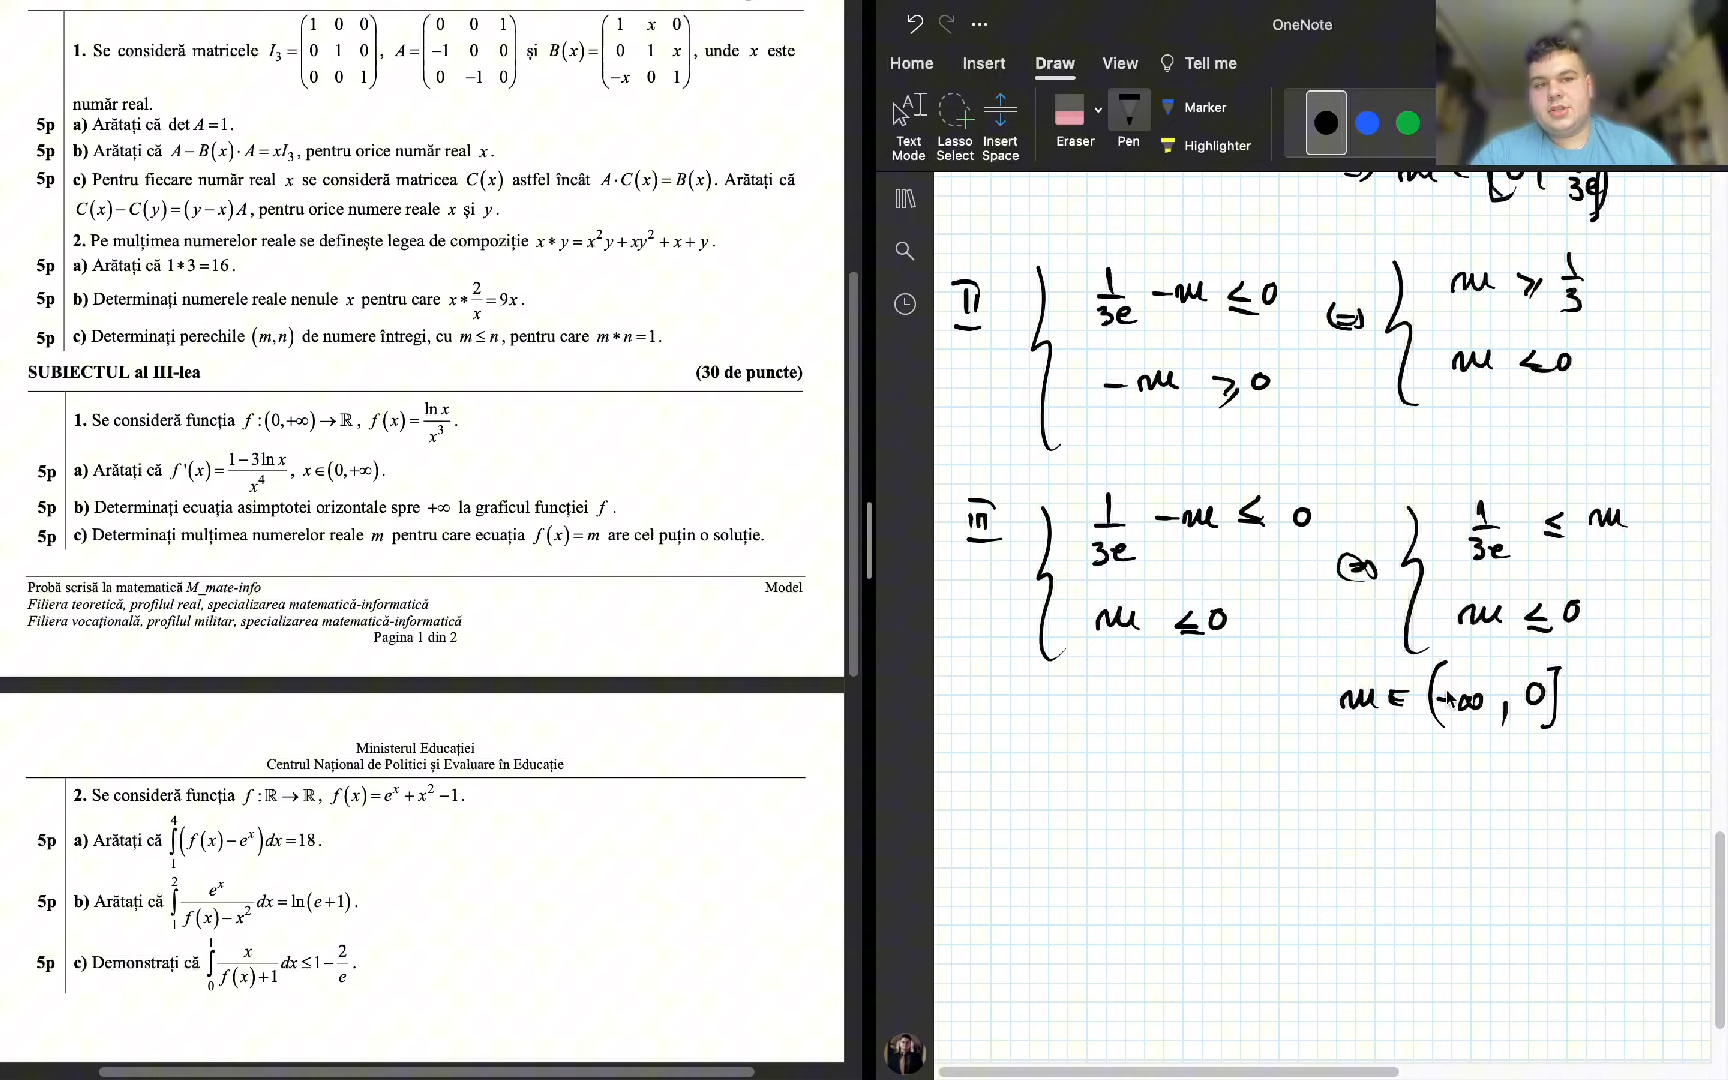 1. Se consideră matricele I₃ = (1 0 0; 0 1 0; 0 0 1), A = (0 0 1; −1 0 0; 0 −1 0) și B(x) = (1 x 0; 0 1 x; −x 0 1), unde x este
număr real.
5p a) Arătați că det A = 1.
5p b) Arătați că A − B(x)·A = xI₃, pentru orice număr real x.
5p c) Pentru fiecare număr real x se consideră matricea C(x) astfel încât A·C(x) = B(x). Arătați că
C(x) − C(y) = (y − x)A, pentru orice numere reale x și y.
2. Pe mulțimea numerelor reale se definește legea de compoziție x * y = x²y + xy² + x + y.
5p a) Arătați că 1 * 3 = 16.
5p b) Determinați numerele reale nenule x pentru care x * 2/x = 9x.
5p c) Determinați perechile (m,n) de numere întregi, cu m ≤ n, pentru care m * n = 1.
SUBIECTUL al III-lea (30 de puncte)
1. Se consideră funcția f : (0,+∞) → ℝ, f(x) = ln x / x³.
5p a) Arătați că f '(x) = (1 − 3ln x)/x⁴, x ∈ (0,+∞).
5p b) Determinați ecuația asimptotei orizontale spre +∞ la graficul funcției f.
5p c) Determinați mulțimea numerelor reale m pentru care ecuația f(x) = m are cel puțin o soluție.
Probă scrisă la matematică M_mate-info Model
Filiera teoretică, profilul real, specializarea matematică-informatică
Filiera vocațională, profilul militar, specializarea matematică-informatică
Pagina 1 din 2
Ministerul Educației
Centrul Național de Politici și Evaluare în Educație
2. Se consideră funcția f : ℝ → ℝ, f(x) = eˣ + x² − 1.
5p a) Arătați că ∫₁⁴ (f(x) − eˣ)dx = 18.
5p b) Arătați că ∫₁² eˣ/(f(x) − x²) dx = ln(e + 1).
5p c) Demonstrați că ∫₀¹ x/(f(x) + 1) dx ≤ 1 − 2/e.
OneNote
Home Insert Draw View Tell me
Text Mode
Lasso Select
Insert Space
Eraser
Pen
Marker
Highlighter
3e
II { 1/3e − m ≤ 0 (=) { m ≥ 1/3
− m ≥ 0 m ≤ 0
III { 1/3e − m ≤ 0 { 1/3e ≤ m
m ≤ 0 m ≤ 0
m ∈ (−∞, 0]